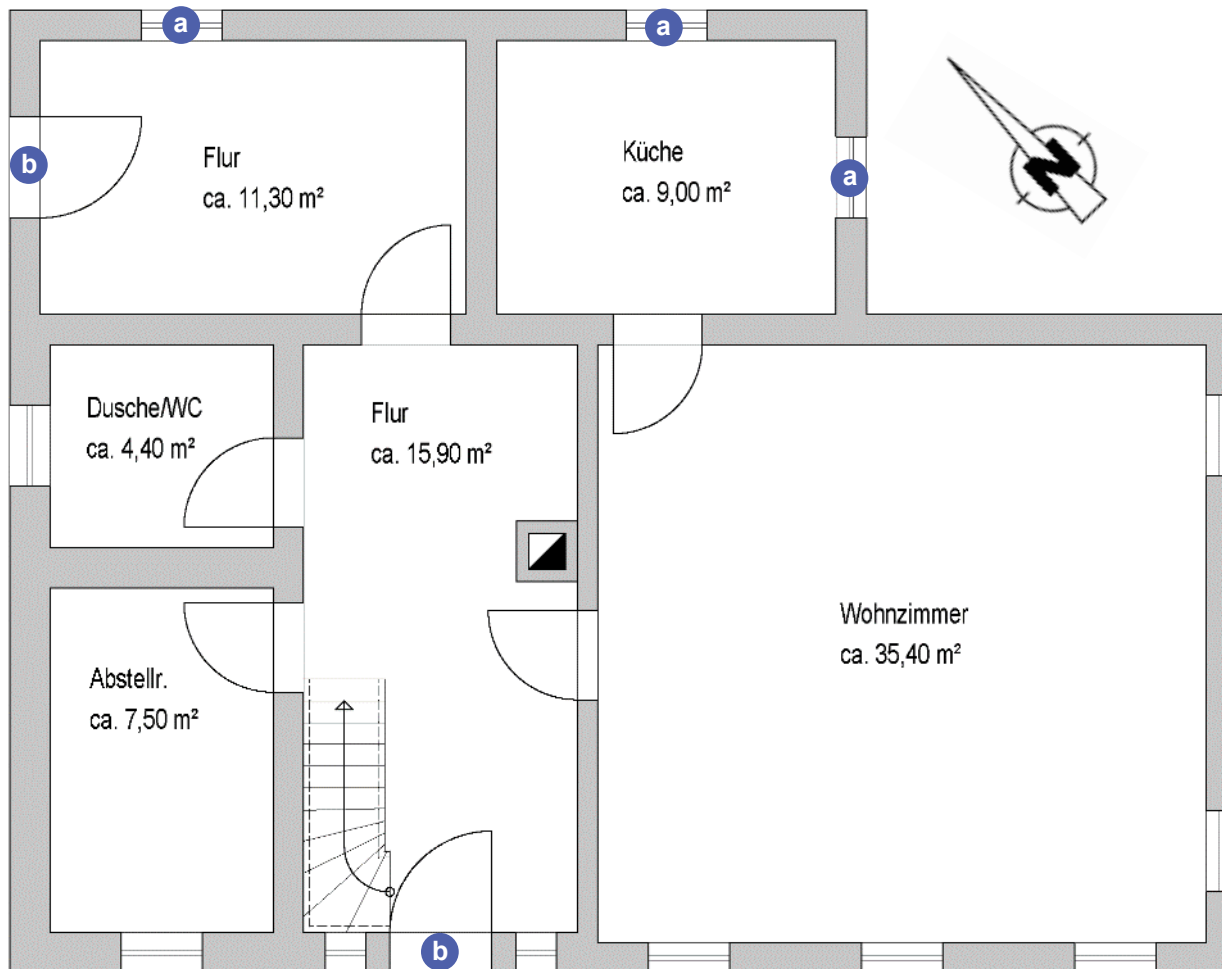 a
a
b
Flur
ca. 11,30 m²
Küche
ca. 9,00 m²
a
N
Dusche/WC
ca. 4,40 m²
Flur
ca. 15,90 m²
Abstellr.
ca. 7,50 m²
Wohnzimmer
ca. 35,40 m²
b